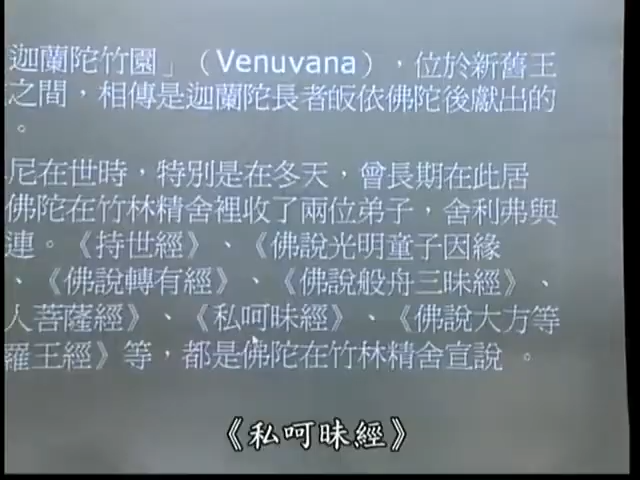 迦蘭陀竹園」（Venuvana），位於新舊王
之間，相傳是迦蘭陀長者皈依佛陀後獻出的
。
尼在世時，特別是在冬天，曾長期在此居
佛陀在竹林精舍裡收了兩位弟子，舍利弗與
連。《持世經》、《佛說光明童子因緣
、《佛說轉有經》、《佛說般舟三昧經》、
人菩薩經》、《私呵昧經》、《佛說大方等
羅王經》等，都是佛陀在竹林精舍宣說 。
《私呵昧經》